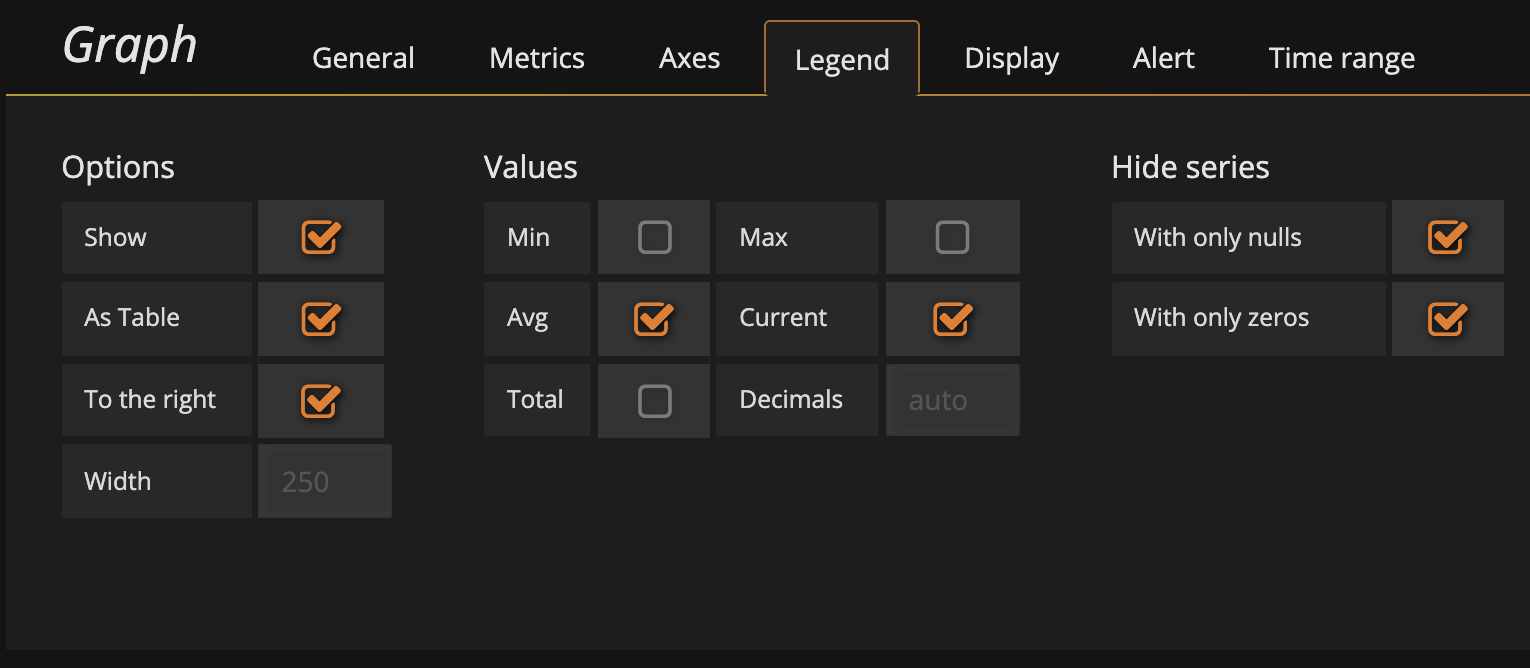 Graph General Metrics Axes Legend Display Alert Time range
Options Values Hide series
Show Min Max With only nulls
As Table Avg Current With only zeros
To the right Total Decimals auto
Width 250